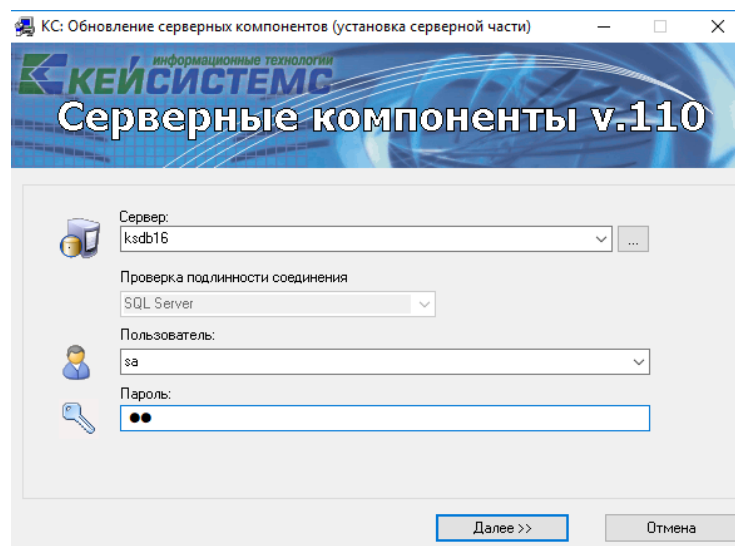 КС: Обновление серверных компонентов (установка серверной части)
информационные технологии
КЕЙСИСТЕМС
Серверные компоненты v.110
Сервер:
ksdb16
...
Проверка подлинности соединения
SQL Server
Пользователь:
sa
Пароль:
●●
Далее >>
Отмена